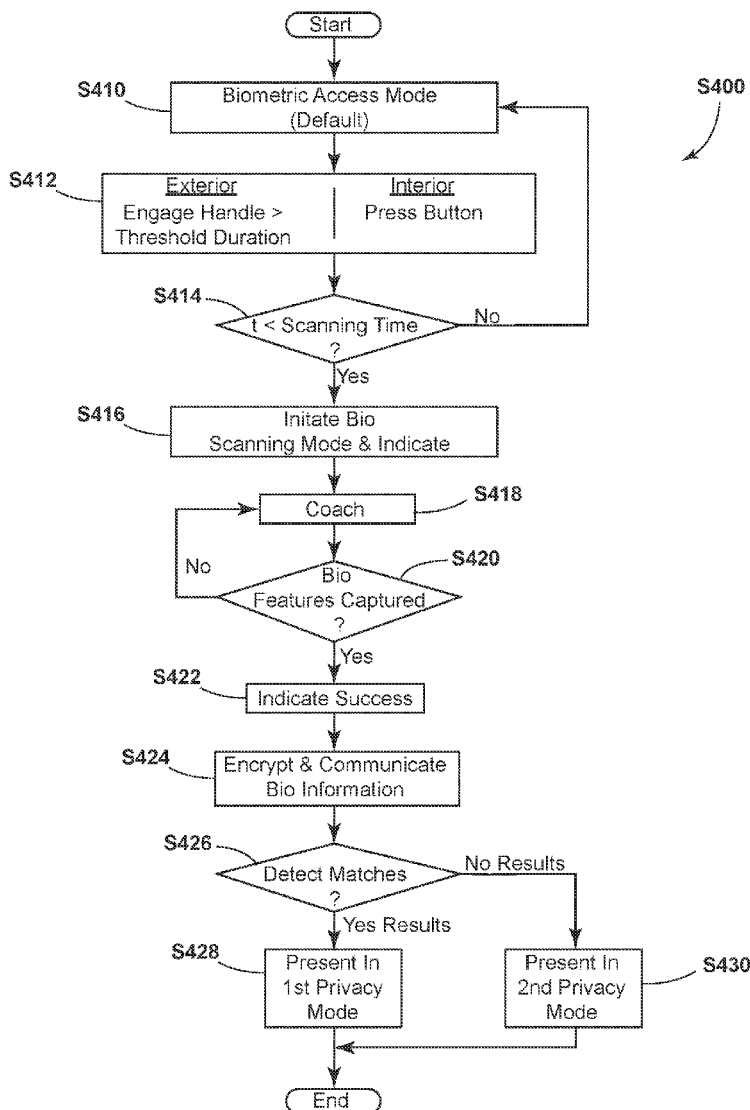 Start
S410
Biometric Access Mode
(Default)
S400
S412
Exterior
Engage Handle >
Threshold Duration
Interior
Press Button
S414
t < Scanning Time
?
No
Yes
S416
Initate Bio
Scanning Mode & Indicate
Coach
S418
No
Bio
Features Captured
?
S420
Yes
S422
Indicate Success
S424
Encrypt & Communicate
Bio Information
S426
Detect Matches
?
No Results
Yes Results
S428
Present In
1st Privacy
Mode
Present In
2nd Privacy
Mode
S430
End